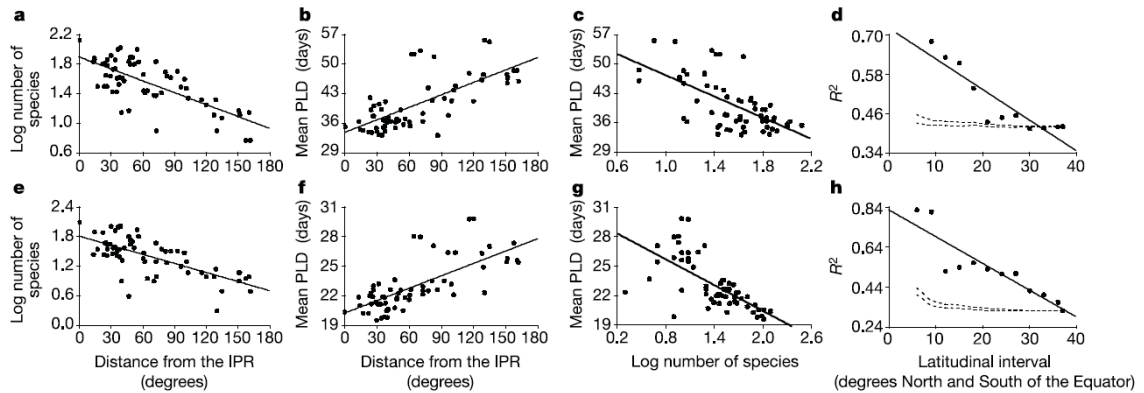 a b c d
Log number of
species
2.2
1.8
1.4
1.0
0.6
0 30 60 90 120 150 180
Mean PLD (days)
57
50
43
36
29
0 30 60 90 120 150 180
Mean PLD (days)
57
50
43
36
29
0.6 1.0 1.4 1.8 2.2
R²
0.70
0.58
0.46
0.34
0 10 20 30 40
e f g h
Log number of
species
2.4
1.8
1.2
0.6
0.0
0 30 60 90 120 150 180
Distance from the IPR
(degrees)
Mean PLD (days)
31
28
25
22
19
0 30 60 90 120 150 180
Distance from the IPR
(degrees)
Mean PLD (days)
31
28
25
22
19
0.2 0.8 1.4 2.0 2.6
Log number of species
R²
0.84
0.64
0.44
0.24
0 10 20 30 40
Latitudinal interval
(degrees North and South of the Equator)